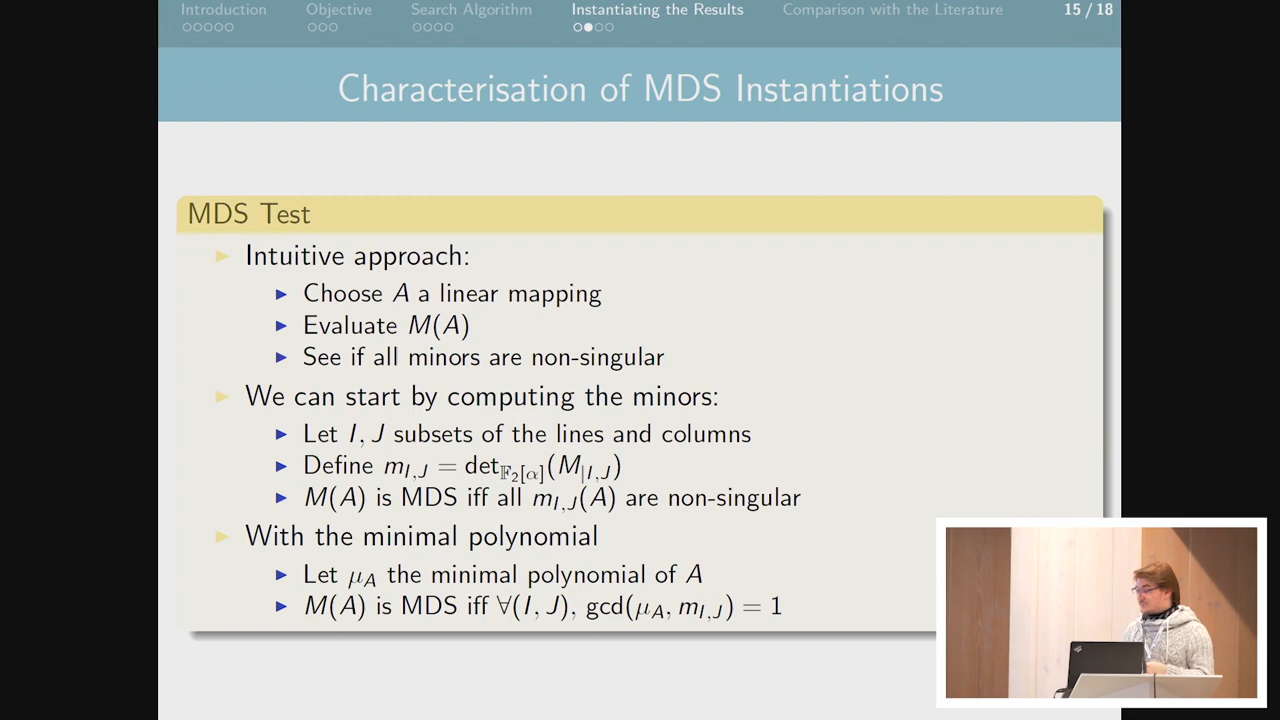 Introduction Objective Search Algorithm Instantiating the Results Comparison with the Literature 15 / 18
Characterisation of MDS Instantiations
MDS Test
Intuitive approach:
Choose A a linear mapping
Evaluate M(A)
See if all minors are non-singular
We can start by computing the minors:
Let I, J subsets of the lines and columns
Define m_{I,J} = det_{𝔽₂[α]}(M_{|I,J})
M(A) is MDS iff all m_{I,J}(A) are non-singular
With the minimal polynomial
Let μ_A the minimal polynomial of A
M(A) is MDS iff ∀(I, J), gcd(μ_A, m_{I,J}) = 1